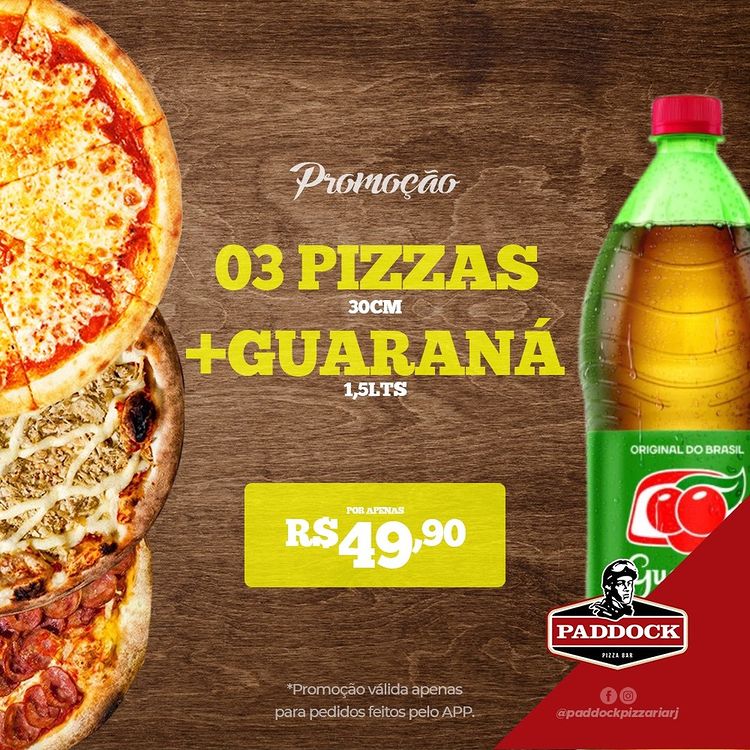 Promoção
03 PIZZAS
30CM
+GUARANÁ
1,5LTS
POR APENAS
R$49,90
ORIGINAL DO BRASIL
PADDOCK
PIZZA BAR
*Promoção válida apenas
para pedidos feitos pelo APP.
@paddockpizzariarj